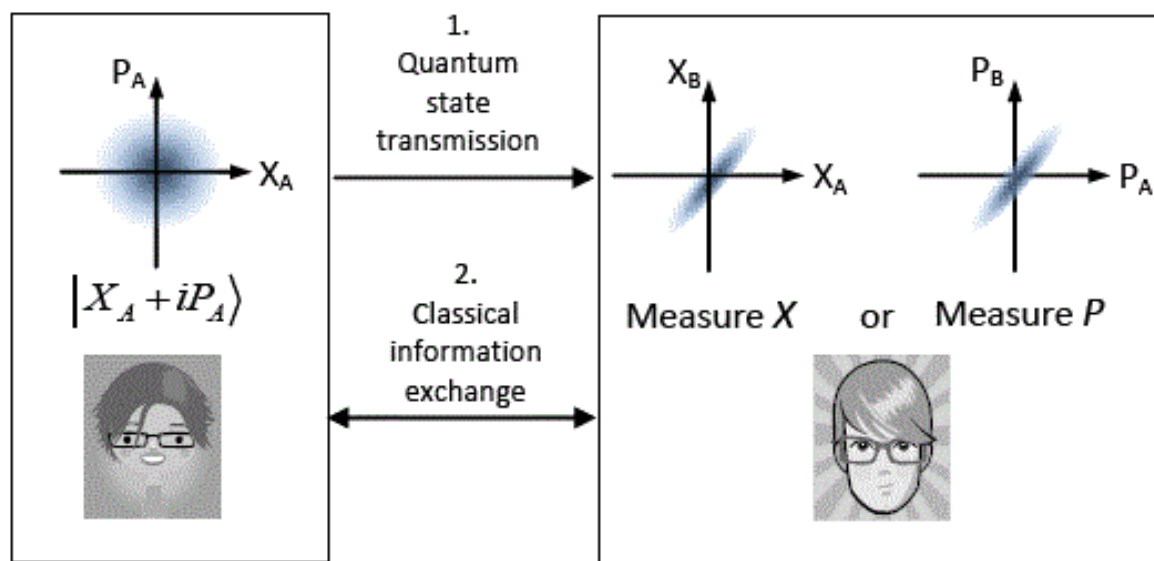 P_A
X_A
|X_A + iP_A⟩
1.
Quantum
state
transmission
2.
Classical
information
exchange
X_B
X_A
P_B
P_A
Measure X or Measure P